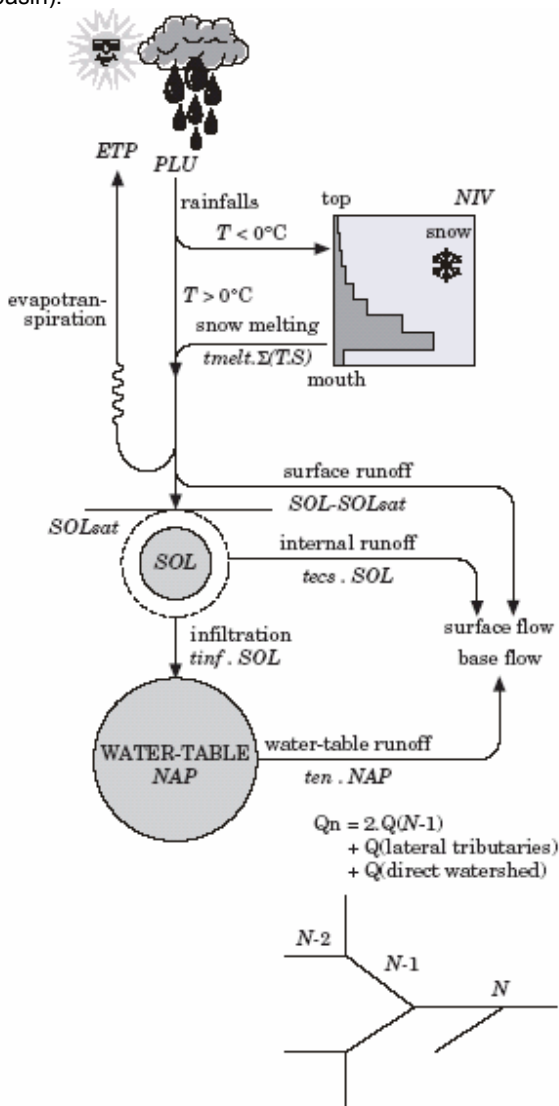 basin).
ETP
PLU
rainfalls
T < 0°C
top
NIV
snow
T > 0°C
evapotran-
spiration
snow melting
tmelt.Σ(T.S)
mouth
surface runoff
SOL-SOLsat
SOLsat
SOL
internal runoff
tecs . SOL
infiltration
tinf . SOL
surface flow
base flow
WATER-TABLE
NAP
water-table runoff
ten . NAP
Qn = 2.Q(N-1)
+ Q(lateral tributaries)
+ Q(direct watershed)
N-2
N-1
N